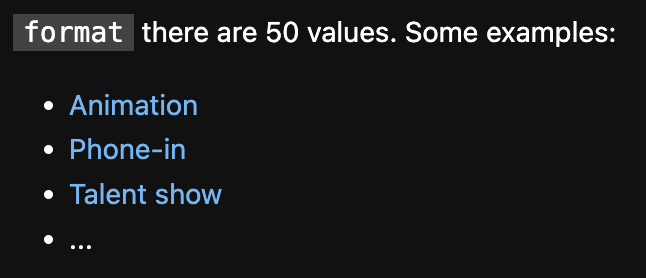 format there are 50 values. Some examples:
• Animation
• Phone-in
• Talent show
• ...